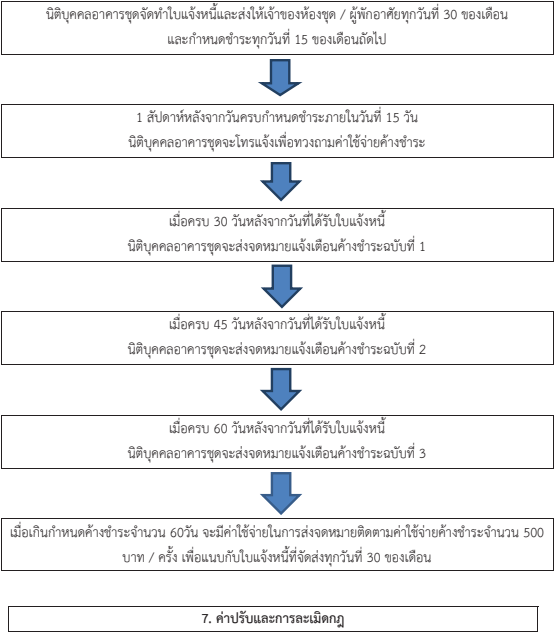 นิติบุคคลอาคารชุดจัดทำใบแจ้งหนี้และส่งให้เจ้าของห้องชุด / ผู้พักอาศัยทุกวันที่ 30 ของเดือน
และกำหนดชำระทุกวันที่ 15 ของเดือนถัดไป
1 สัปดาห์หลังจากวันครบกำหนดชำระภายในวันที่ 15 วัน
นิติบุคคลอาคารชุดจะโทรแจ้งเพื่อทวงถามค่าใช้จ่ายค้างชำระ
เมื่อครบ 30 วันหลังจากวันที่ได้รับใบแจ้งหนี้
นิติบุคคลอาคารชุดจะส่งจดหมายแจ้งเตือนค้างชำระฉบับที่ 1
เมื่อครบ 45 วันหลังจากวันที่ได้รับใบแจ้งหนี้
นิติบุคคลอาคารชุดจะส่งจดหมายแจ้งเตือนค้างชำระฉบับที่ 2
เมื่อครบ 60 วันหลังจากวันที่ได้รับใบแจ้งหนี้
นิติบุคคลอาคารชุดจะส่งจดหมายแจ้งเตือนค้างชำระฉบับที่ 3
เมื่อเกินกำหนดค้างชำระจำนวน 60วัน จะมีค่าใช้จ่ายในการส่งจดหมายติดตามค่าใช้จ่ายค้างชำระจำนวน 500
บาท / ครั้ง เพื่อแนบกับใบแจ้งหนี้ที่จัดส่งทุกวันที่ 30 ของเดือน
7. ค่าปรับและการละเมิดกฎ